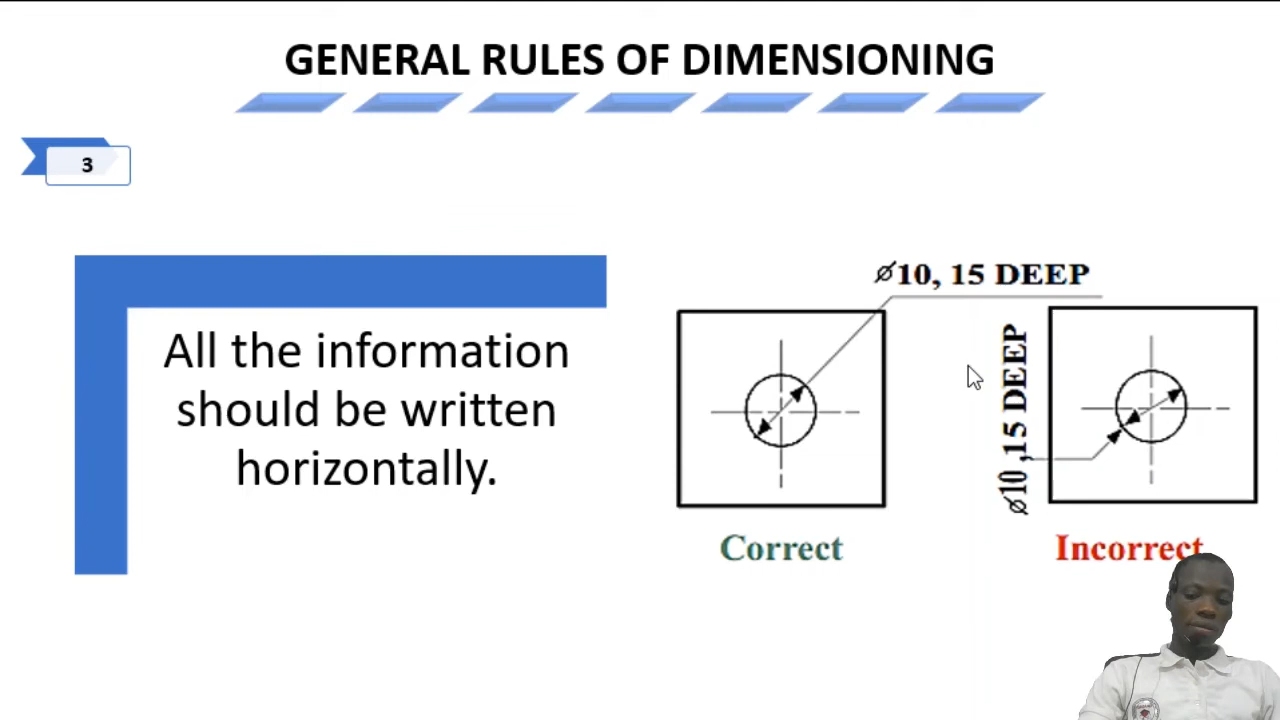 GENERAL RULES OF DIMENSIONING
3
All the information
should be written
horizontally.
⌀10, 15 DEEP
⌀10 ,15 DEEP
Correct
Incorrect